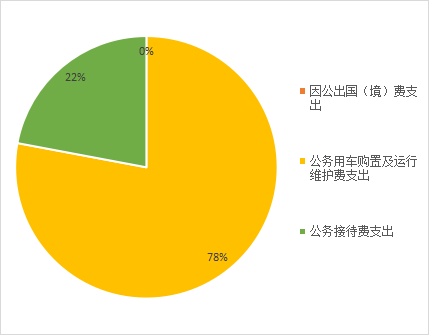 0%
22%
78%
因公出国（境）费支
出
公务用车购置及运行
维护费支出
公务接待费支出